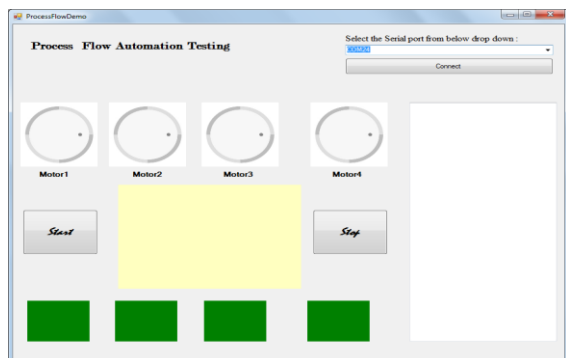 ProcessFlowDemo
Process Flow Automation Testing
Select the Serial port from below drop down :
COM34
Connect
Motor1 Motor2 Motor3 Motor4
Start Stop